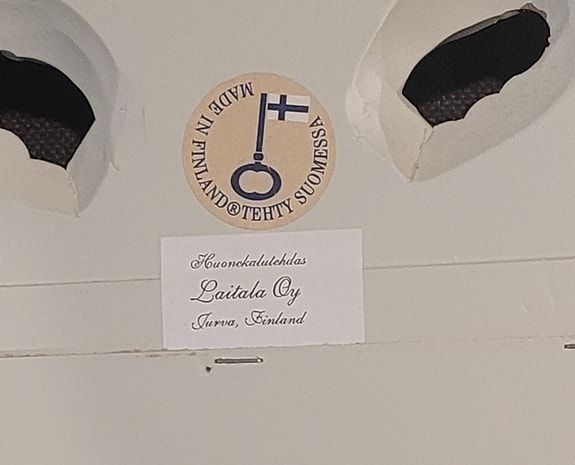 MADE IN FINLAND® TEHTY SUOMESSA
Huonekalutehdas
Laitala Oy
Jurva, Finland